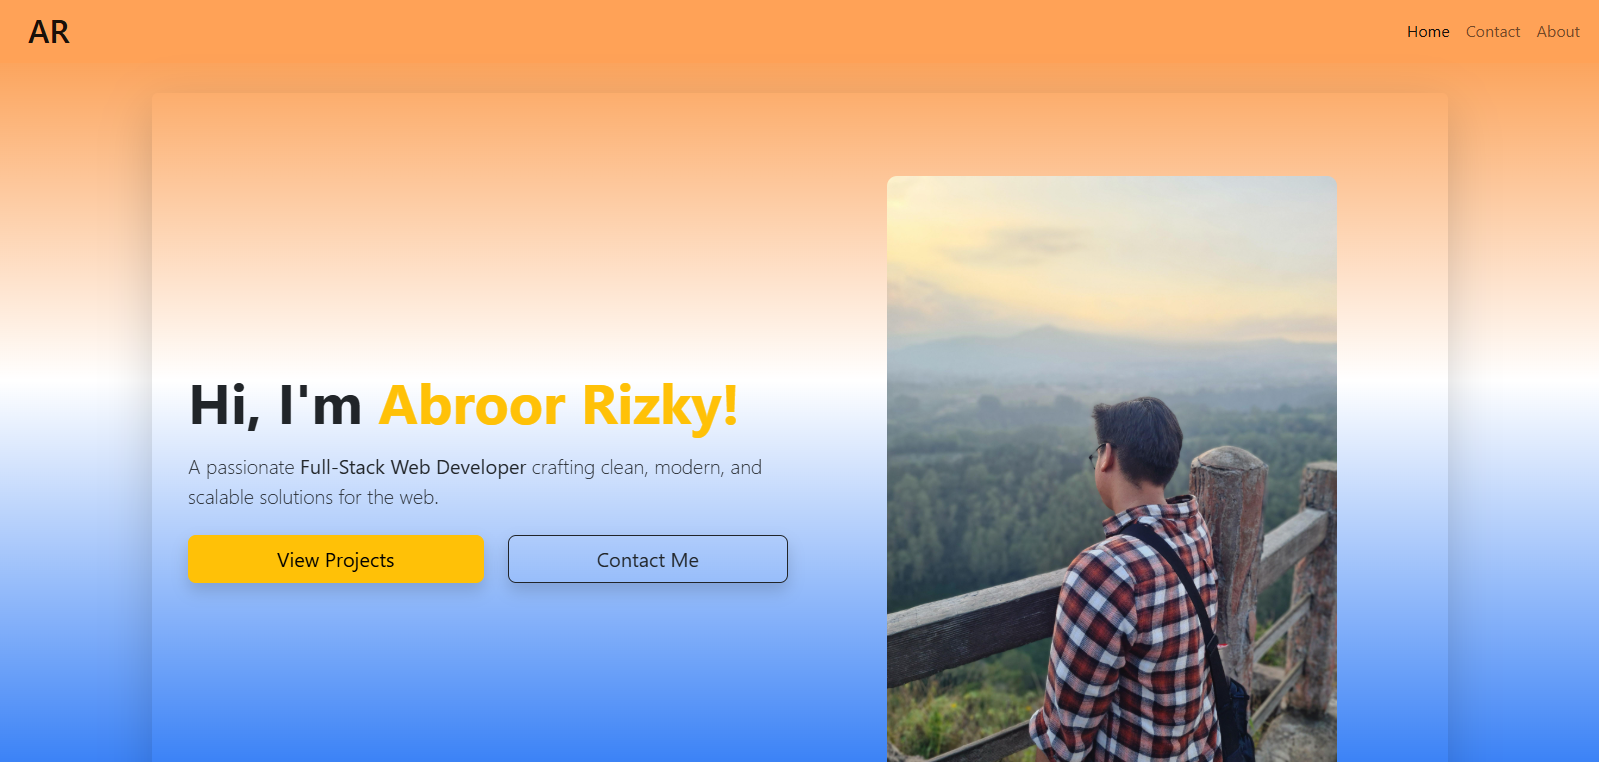 AR
Home Contact About
Hi, I'm Abroor Rizky!
A passionate Full-Stack Web Developer crafting clean, modern, and
scalable solutions for the web.
View Projects Contact Me